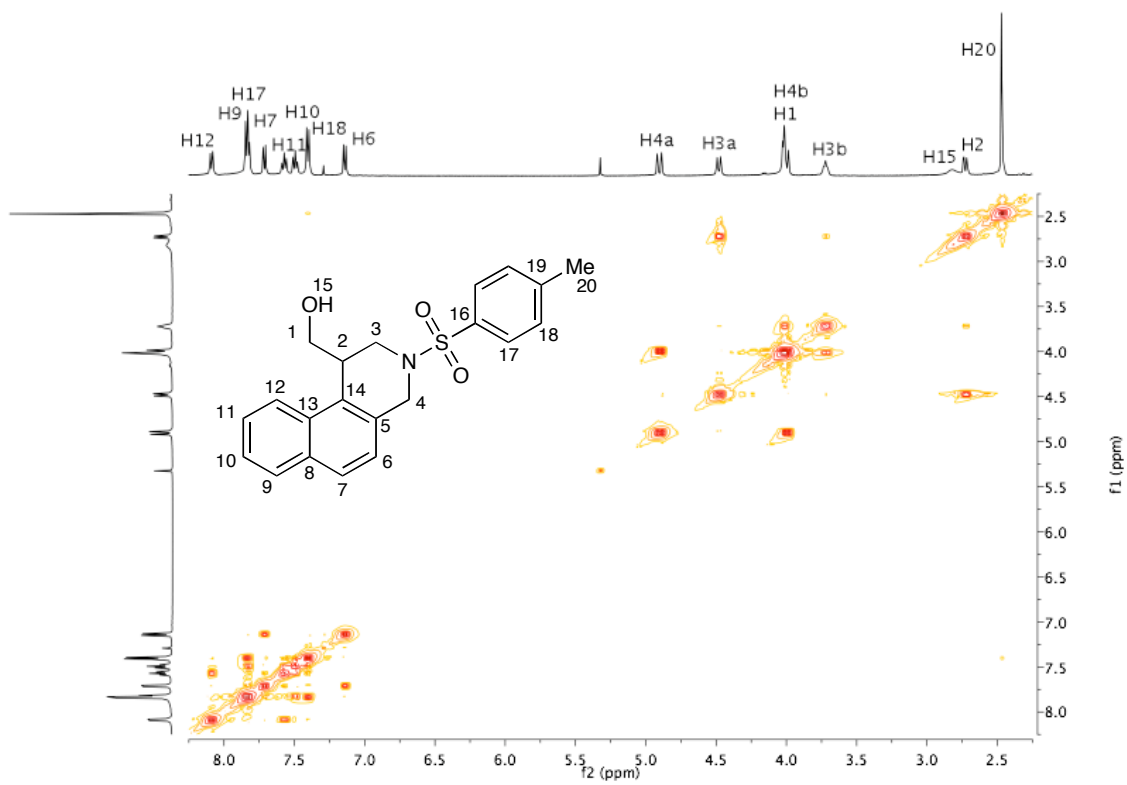 H20
H4b
H17
H9
H7
H10
H1
H12
H11
H18
H6
H4a
H3a
H3b
H15
H2
2.5
3.0
3.5
4.0
4.5
5.0
5.5
6.0
6.5
7.0
7.5
8.0
f1 (ppm)
15
OH
1
2
3
O
S
O
N
16
17
18
19
Me
20
12
13
14
4
11
5
10
8
6
9
7
8.0 7.5 7.0 6.5 6.0 5.5 5.0 4.5 4.0 3.5 3.0 2.5
f2 (ppm)